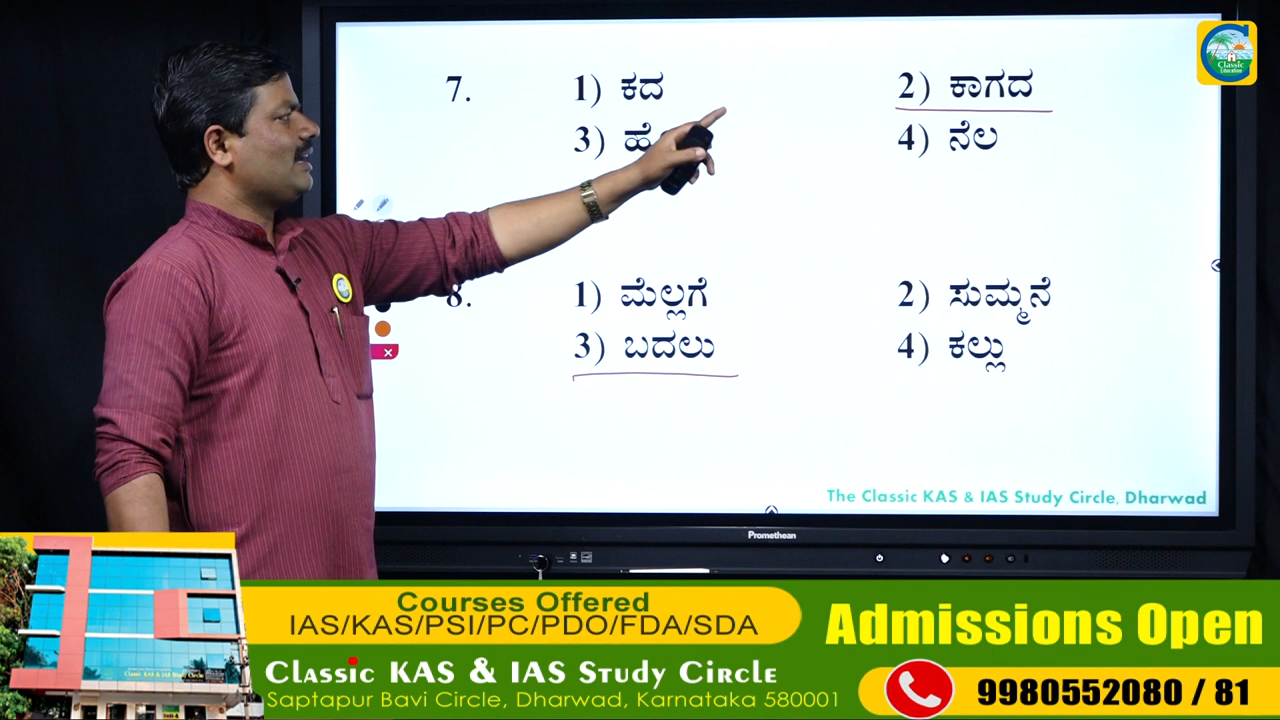 7. 1) ಕದ 2) ಕಾಗದ
3) 4) ನೆಲ
8. 1) ಮೆಲ್ಲಗೆ 2) ಸುಮ್ಮನೆ
3) ಬದಲು 4) ಕಲ್ಲು
The Classic KAS & IAS Study Circle, Dharwad
Promethean
Classic
Education
Courses Offered
IAS/KAS/PSI/PC/PDO/FDA/SDA
Admissions Open
Classic KAS & IAS Study Circle
Saptapur Bavi Circle, Dharwad, Karnataka 580001
9980552080 / 81